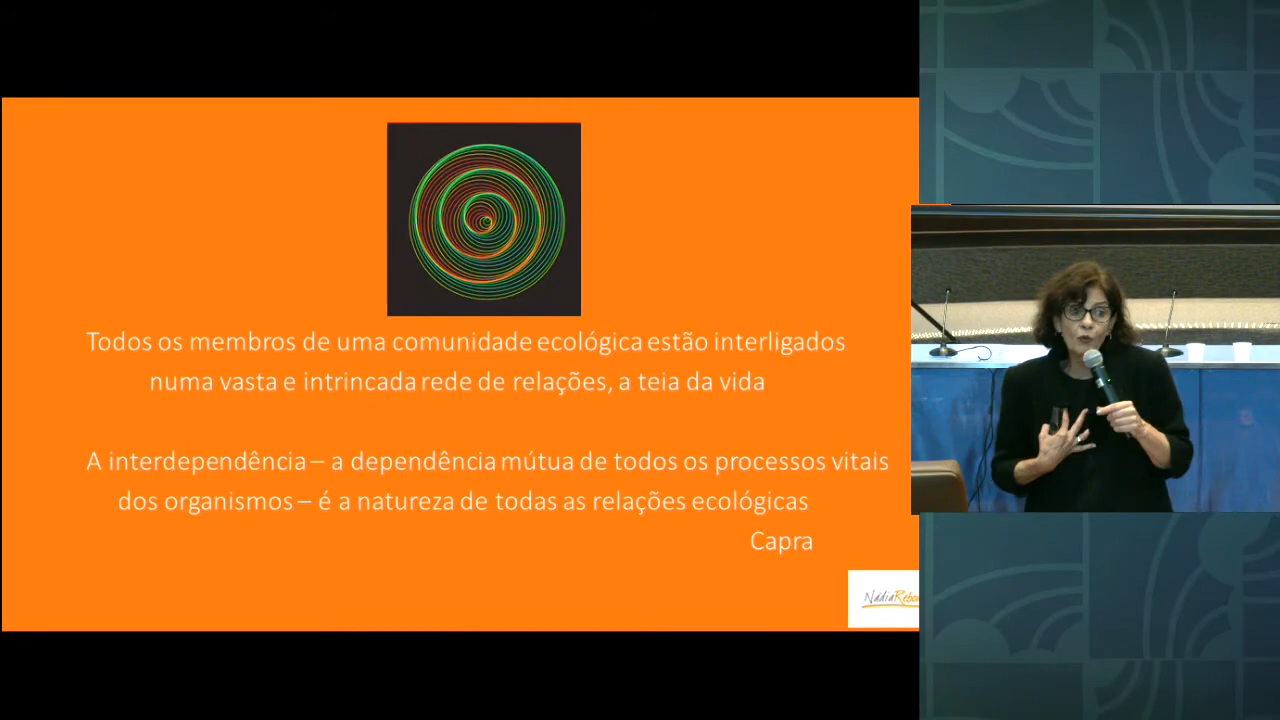 Todos os membros de uma comunidade ecológica estão interligados
numa vasta e intrincada rede de relações, a teia da vida
A interdependência – a dependência mútua de todos os processos vitais
dos organismos – é a natureza de todas as relações ecológicas
Capra
Nádia